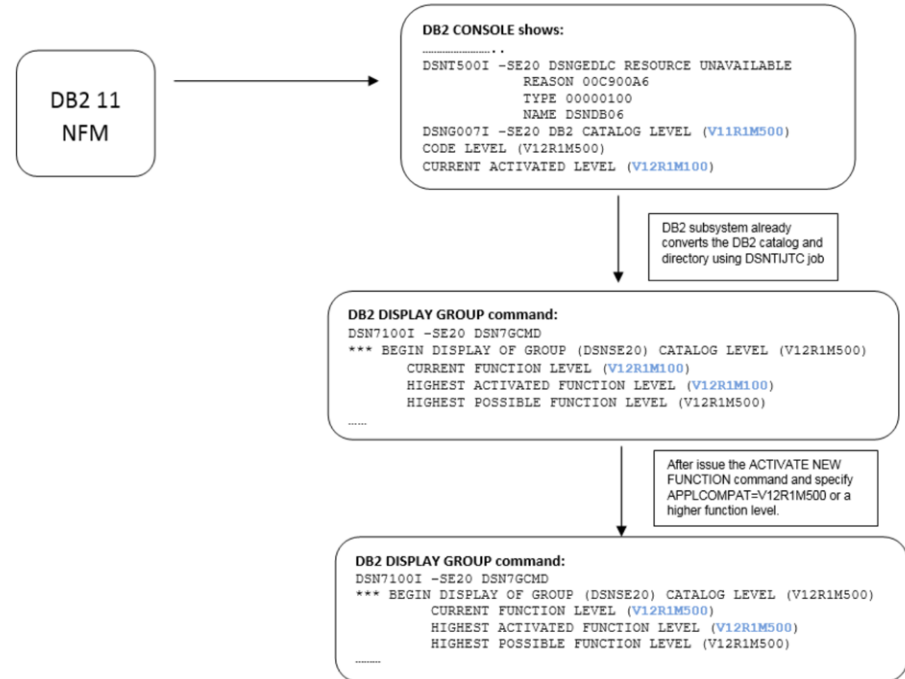 DB2 11
NFM
DB2 CONSOLE shows:
........................ . .
DSNT500I -SE20 DSNGEDLC RESOURCE UNAVAILABLE
REASON 00C900A6
TYPE 00000100
NAME DSNDB06
DSNG007I -SE20 DB2 CATALOG LEVEL (V11R1M500)
CODE LEVEL (V12R1M500)
CURRENT ACTIVATED LEVEL (V12R1M100)
DB2 subsystem already
converts the DB2 catalog and
directory using DSNTIJTC job
DB2 DISPLAY GROUP command:
DSN7100I -SE20 DSN7GCMD
*** BEGIN DISPLAY OF GROUP (DSNSE20) CATALOG LEVEL (V12R1M500)
CURRENT FUNCTION LEVEL (V12R1M100)
HIGHEST ACTIVATED FUNCTION LEVEL (V12R1M100)
HIGHEST POSSIBLE FUNCTION LEVEL (V12R1M500)
......
After issue the ACTIVATE NEW
FUNCTION command and specify
APPLCOMPAT=V12R1M500 or a
higher function level.
DB2 DISPLAY GROUP command:
DSN7100I -SE20 DSN7GCMD
*** BEGIN DISPLAY OF GROUP (DSNSE20) CATALOG LEVEL (V12R1M500)
CURRENT FUNCTION LEVEL (V12R1M500)
HIGHEST ACTIVATED FUNCTION LEVEL (V12R1M500)
HIGHEST POSSIBLE FUNCTION LEVEL (V12R1M500)
.........